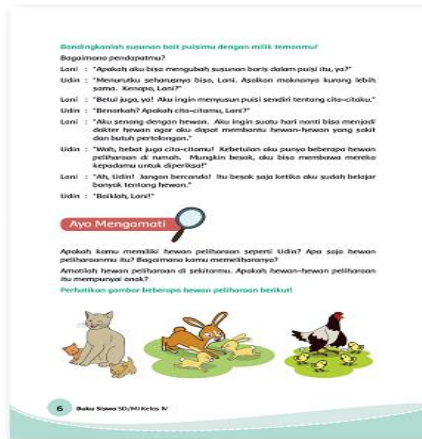 Bandingkanlah susunan bait puisimu dengan milik temanmu!
Bagaimana pendapatmu?
Lani : "Apakah aku bisa mengubah susunan baris dalam puisi itu, ya?"
Udin : "Menurutku seharusnya bisa, Lani. Asalkan maknanya kurang lebih
sama. Kenapa, Lani?"
Lani : "Betul juga, ya! Aku ingin menyusun puisi sendiri tentang cita-citaku."
Udin : "Benarkah? Apakah cita-citamu, Lani?"
Lani : "Aku senang dengan hewan. Aku ingin suatu hari nanti bisa menjadi
dokter hewan agar aku dapat membantu hewan-hewan yang sakit
dan butuh pertolongan."
Udin : "Wah, hebat juga cita-citamu! Kebetulan aku punya beberapa hewan
peliharaan di rumah. Mungkin besok, aku bisa membawa mereka
kepadamu untuk diperiksa!"
Lani : "Ah, Udin! Jangan bercanda! Itu besok saja ketika aku sudah belajar
banyak tentang hewan."
Udin : "Baiklah, Lani!"
Ayo Mengamati
Apakah kamu memiliki hewan peliharaan seperti Udin? Apa saja hewan
peliharaanmu itu? Bagaimana kamu memeliharanya?
Amatilah hewan peliharaan di sekitarmu. Apakah hewan-hewan peliharaan
itu mempunyai anak?
Perhatikan gambar beberapa hewan peliharaan berikut!
6 Buku Siswa SD/MI Kelas IV